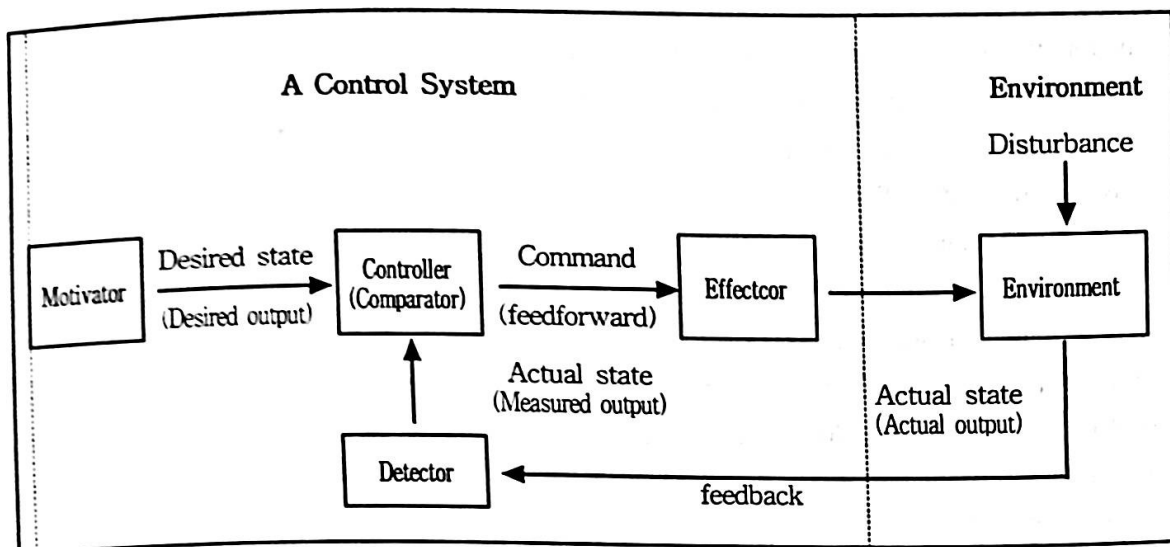 A Control System
Environment
Disturbance
Motivator
Desired state
(Desired output)
Controller
(Comparator)
Command
(feedforward)
Effectcor
Environment
Actual state
(Measured output)
Actual state
(Actual output)
Detector
feedback